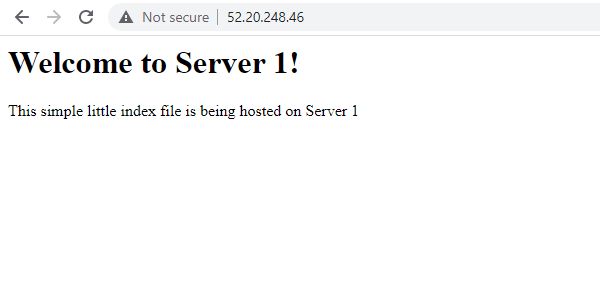 Not secure | 52.20.248.46
Welcome to Server 1!
This simple little index file is being hosted on Server 1